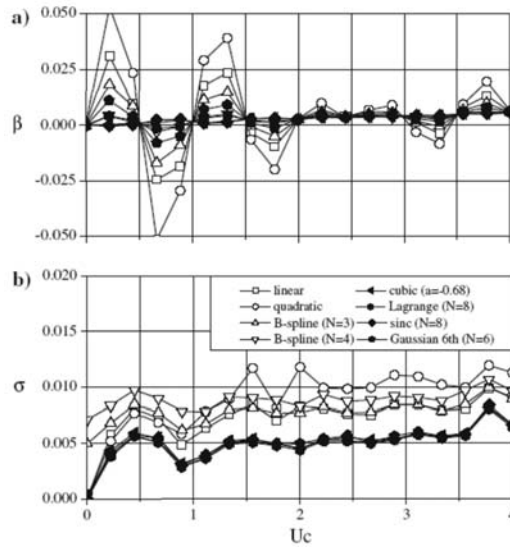 a)
0.050
0.025
0.000
-0.025
-0.050
β
b)
0.020
0.015
0.010
0.005
0.000
σ
linear
quadratic
B-spline (N=3)
B-spline (N=4)
cubic (a=-0.68)
Lagrange (N=8)
sinc (N=8)
Gaussian 6th (N=6)
0 1 2 3 4
Uc